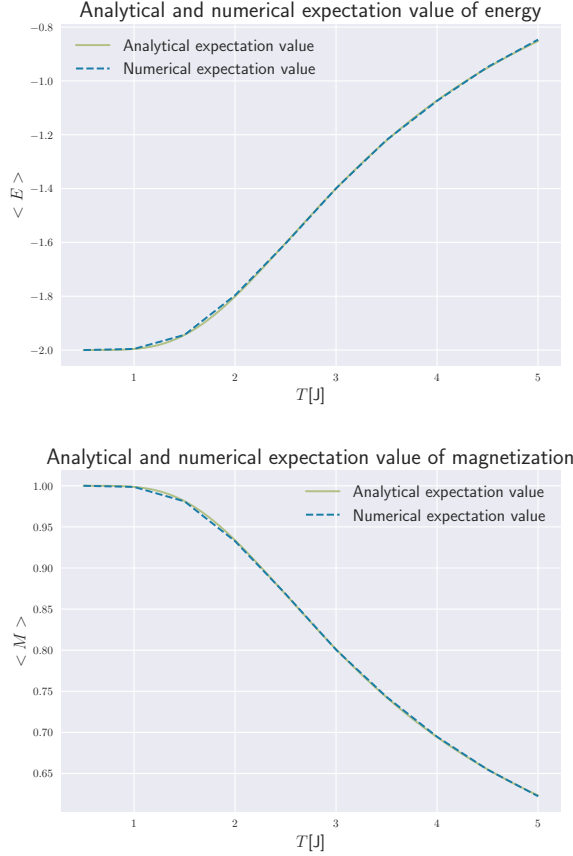 Analytical and numerical expectation value of energy
−0.8
Analytical expectation value
Numerical expectation value
−1.0
−1.2
−1.4
−1.6
−1.8
−2.0
< E >
1 2 3 4 5
T[J]
Analytical and numerical expectation value of magnetization
1.00
Analytical expectation value
Numerical expectation value
0.95
0.90
0.85
0.80
0.75
0.70
0.65
< M >
1 2 3 4 5
T[J]